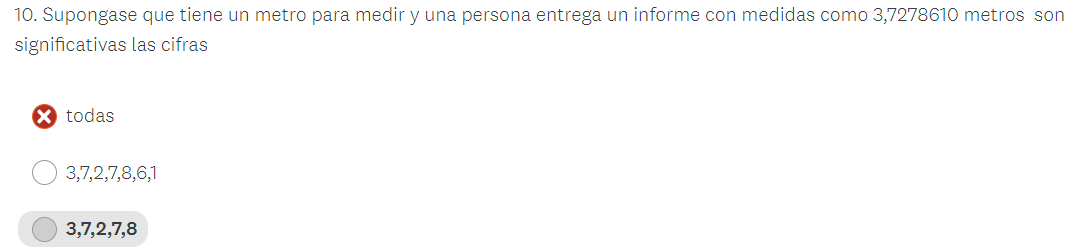 10. Supongase que tiene un metro para medir y una persona entrega un informe con medidas como 3,7278610 metros son
significativas las cifras
todas
3,7,2,7,8,6,1
3,7,2,7,8